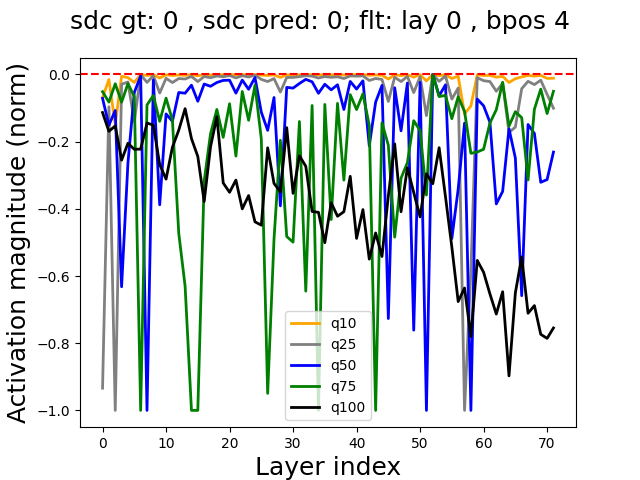 sdc gt: 0 , sdc pred: 0; flt: lay 0 , bpos 4
Activation magnitude (norm)
0.0
−0.2
−0.4
−0.6
−0.8
−1.0
q10
q25
q50
q75
q100
0 10 20 30 40 50 60 70
Layer index